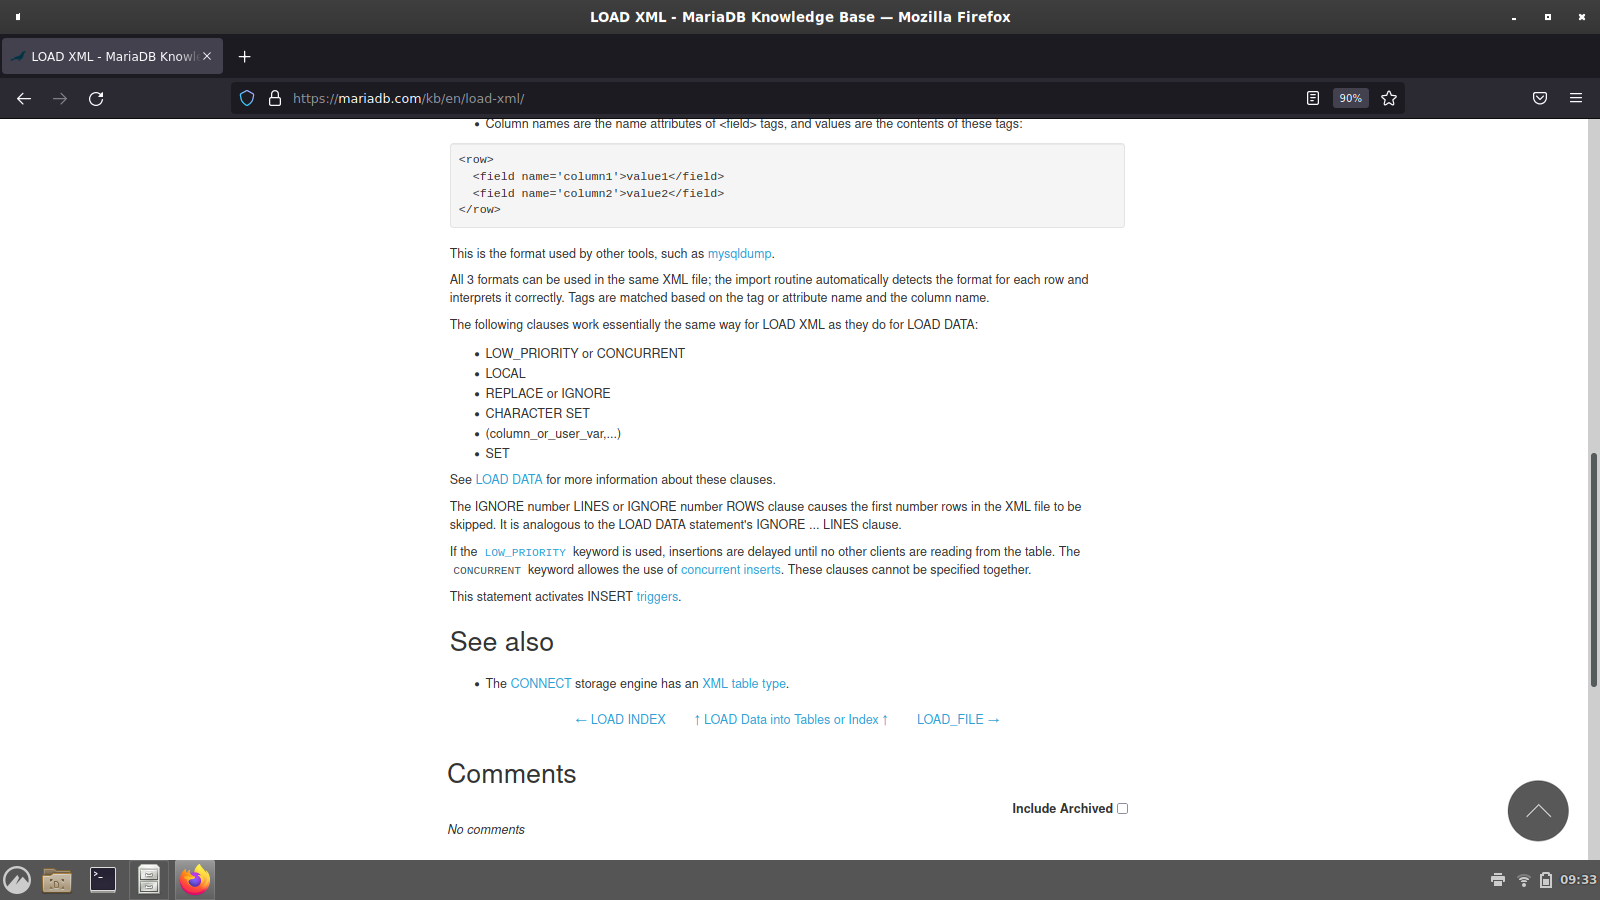 LOAD XML - MariaDB Knowledge Base — Mozilla Firefox
LOAD XML - MariaDB Knowle
https://mariadb.com/kb/en/load-xml/
90%
• Column names are the name attributes of <field> tags, and values are the contents of these tags:
<row>
<field name='column1'>value1</field>
<field name='column2'>value2</field>
</row>
This is the format used by other tools, such as mysqldump.
All 3 formats can be used in the same XML file; the import routine automatically detects the format for each row and
interprets it correctly. Tags are matched based on the tag or attribute name and the column name.
The following clauses work essentially the same way for LOAD XML as they do for LOAD DATA:
• LOW_PRIORITY or CONCURRENT
• LOCAL
• REPLACE or IGNORE
• CHARACTER SET
• (column_or_user_var,...)
• SET
See LOAD DATA for more information about these clauses.
The IGNORE number LINES or IGNORE number ROWS clause causes the first number rows in the XML file to be
skipped. It is analogous to the LOAD DATA statement's IGNORE ... LINES clause.
If the LOW_PRIORITY keyword is used, insertions are delayed until no other clients are reading from the table. The
CONCURRENT keyword allowes the use of concurrent inserts. These clauses cannot be specified together.
This statement activates INSERT triggers.
See also
• The CONNECT storage engine has an XML table type.
← LOAD INDEX ↑ LOAD Data into Tables or Index ↑ LOAD_FILE →
Comments
Include Archived
No comments
09:33